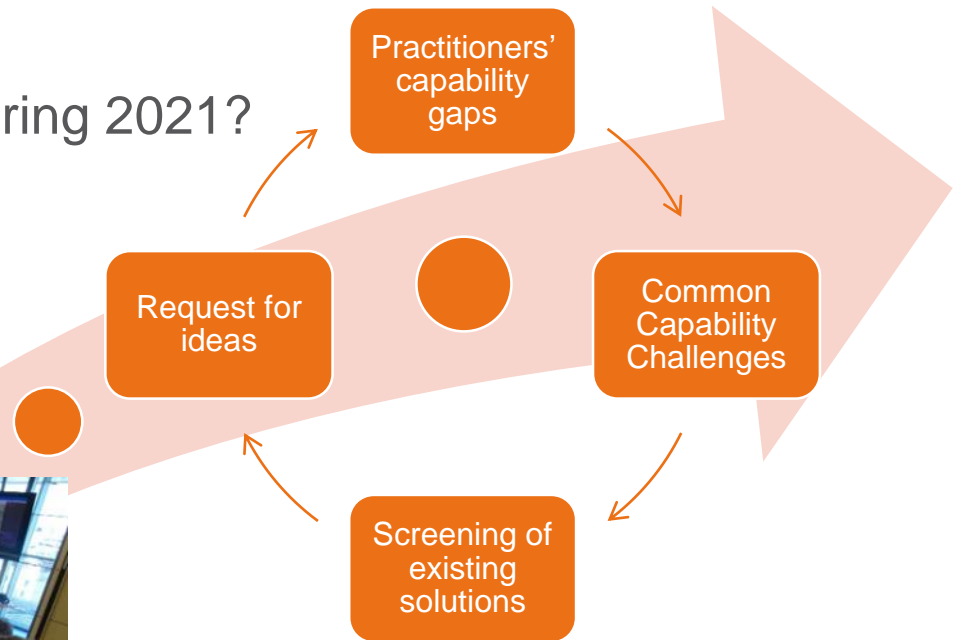 ring 2021?
Practitioners’
capability
gaps
Common
Capability
Challenges
Screening of
existing
solutions
Request for
ideas